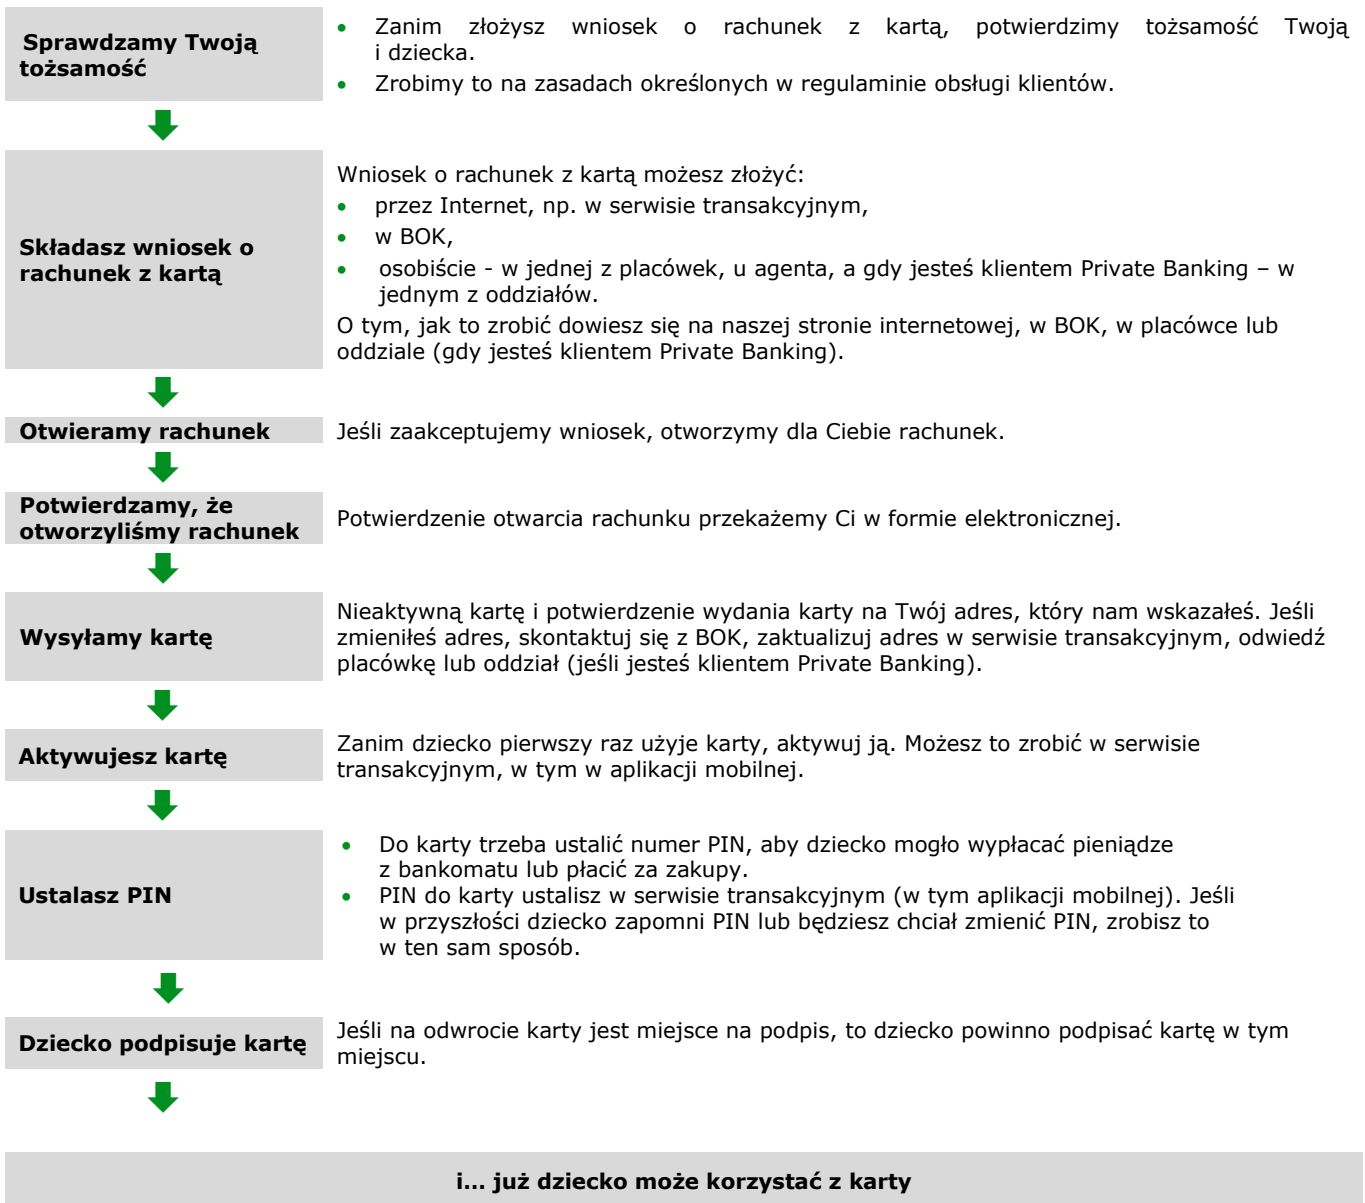 Sprawdzamy Twoją
tożsamość
• Zanim złożysz wniosek o rachunek z kartą, potwierdzimy tożsamość Twoją
i dziecka.
• Zrobimy to na zasadach określonych w regulaminie obsługi klientów.
Składasz wniosek o
rachunek z kartą
Wniosek o rachunek z kartą możesz złożyć:
• przez Internet, np. w serwisie transakcyjnym,
• w BOK,
• osobiście - w jednej z placówek, u agenta, a gdy jesteś klientem Private Banking – w
jednym z oddziałów.
O tym, jak to zrobić dowiesz się na naszej stronie internetowej, w BOK, w placówce lub
oddziale (gdy jesteś klientem Private Banking).
Otwieramy rachunek
Jeśli zaakceptujemy wniosek, otworzymy dla Ciebie rachunek.
Potwierdzamy, że
otworzyliśmy rachunek
Potwierdzenie otwarcia rachunku przekażemy Ci w formie elektronicznej.
Wysyłamy kartę
Nieaktywną kartę i potwierdzenie wydania karty na Twój adres, który nam wskazałeś. Jeśli
zmieniłeś adres, skontaktuj się z BOK, zaktualizuj adres w serwisie transakcyjnym, odwiedź
placówkę lub oddział (jeśli jesteś klientem Private Banking).
Aktywujesz kartę
Zanim dziecko pierwszy raz użyje karty, aktywuj ją. Możesz to zrobić w serwisie
transakcyjnym, w tym w aplikacji mobilnej.
Ustalasz PIN
• Do karty trzeba ustalić numer PIN, aby dziecko mogło wypłacać pieniądze
z bankomatu lub płacić za zakupy.
• PIN do karty ustalisz w serwisie transakcyjnym (w tym aplikacji mobilnej). Jeśli
w przyszłości dziecko zapomni PIN lub będziesz chciał zmienić PIN, zrobisz to
w ten sam sposób.
Dziecko podpisuje kartę
Jeśli na odwrocie karty jest miejsce na podpis, to dziecko powinno podpisać kartę w tym
miejscu.
i... już dziecko może korzystać z karty